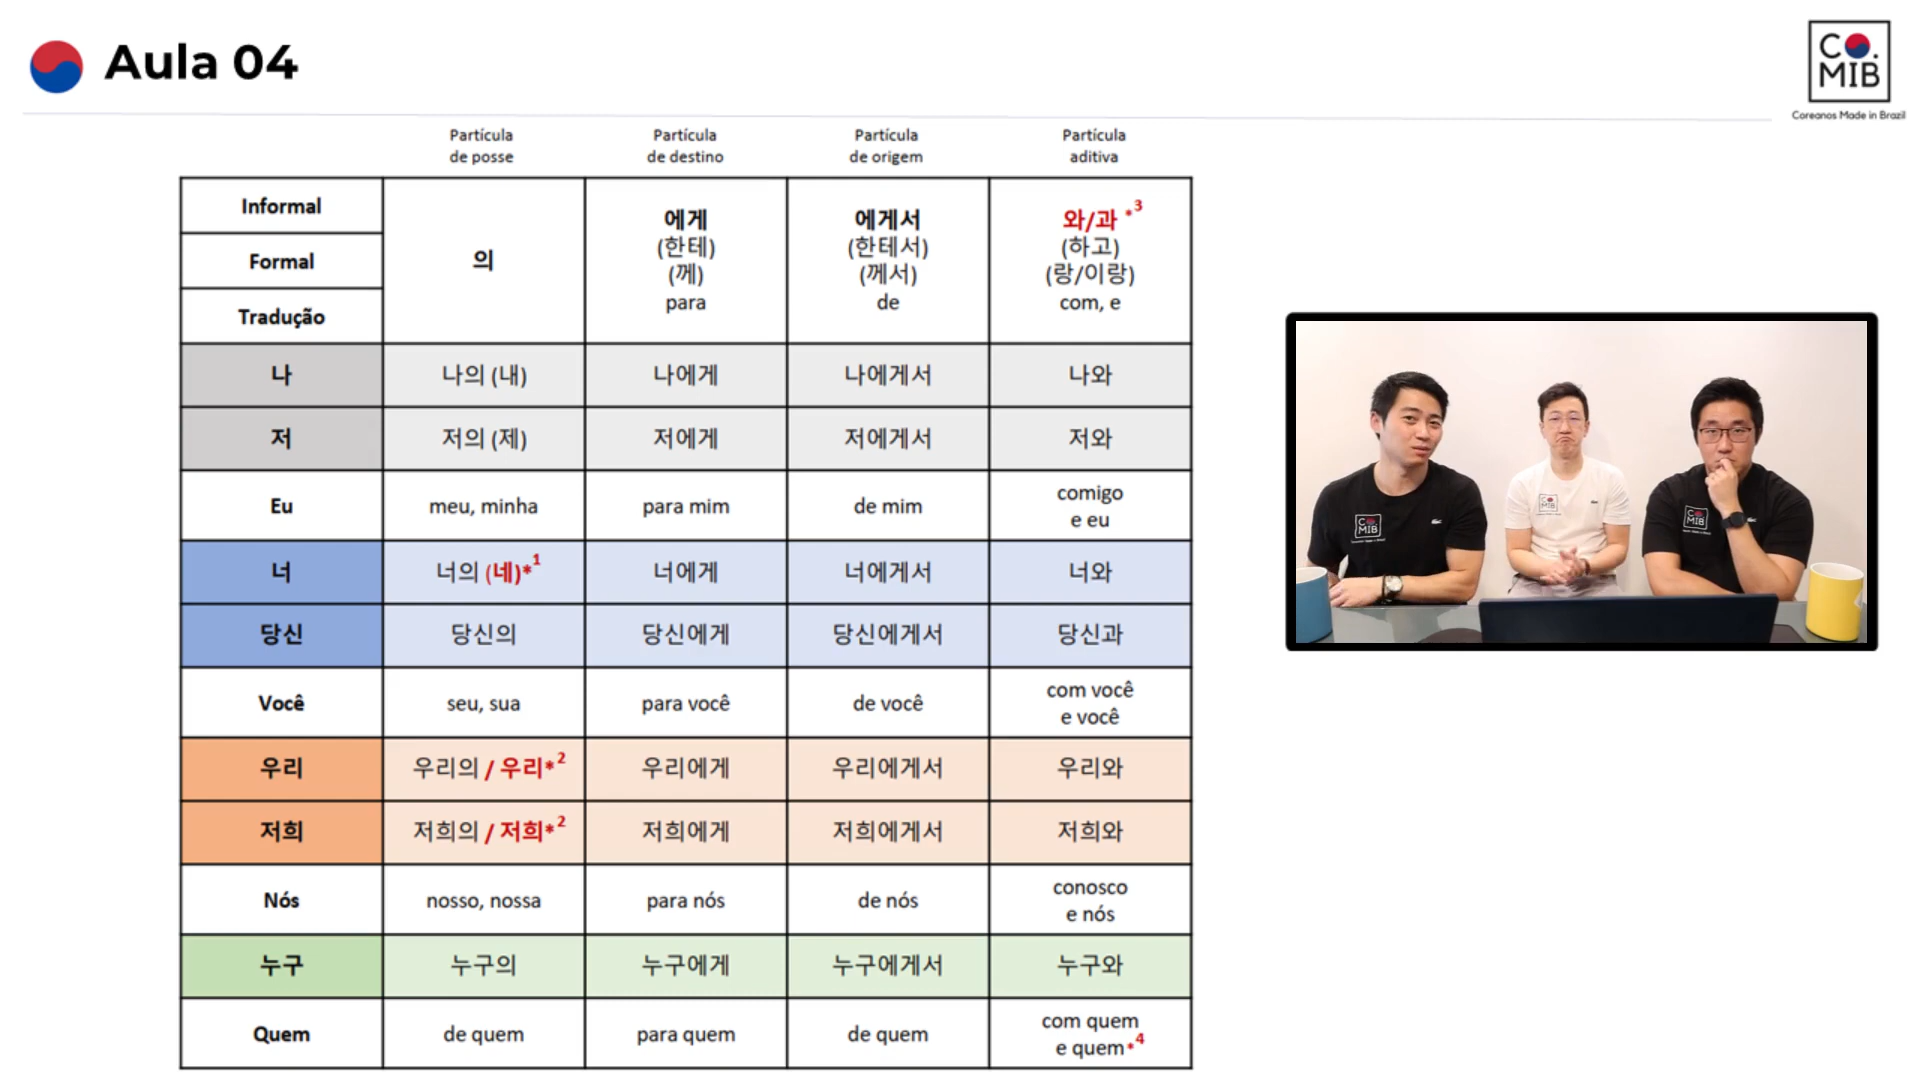 Aula 04
CO.
MIB
Coreanos Made in Brazil
Partícula
de posse
Partícula
de destino
Partícula
de origem
Partícula
aditiva
Informal
Formal
Tradução
의
에게
(한테)
(께)
para
에게서
(한테서)
(께서)
de
와/과 *3
(하고)
(랑/이랑)
com, e
나 나의 (내) 나에게 나에게서 나와
저 저의 (제) 저에게 저에게서 저와
Eu meu, minha para mim de mim comigo
e eu
너 너의 (네)*1 너에게 너에게서 너와
당신 당신의 당신에게 당신에게서 당신과
Você seu, sua para você de você com você
e você
우리 우리의 / 우리*2 우리에게 우리에게서 우리와
저희 저희의 / 저희*2 저희에게 저희에게서 저희와
Nós nosso, nossa para nós de nós conosco
e nós
누구 누구의 누구에게 누구에게서 누구와
Quem de quem para quem de quem com quem
e quem*4
CO.
MIB
CO.
MIB
CO.
MIB